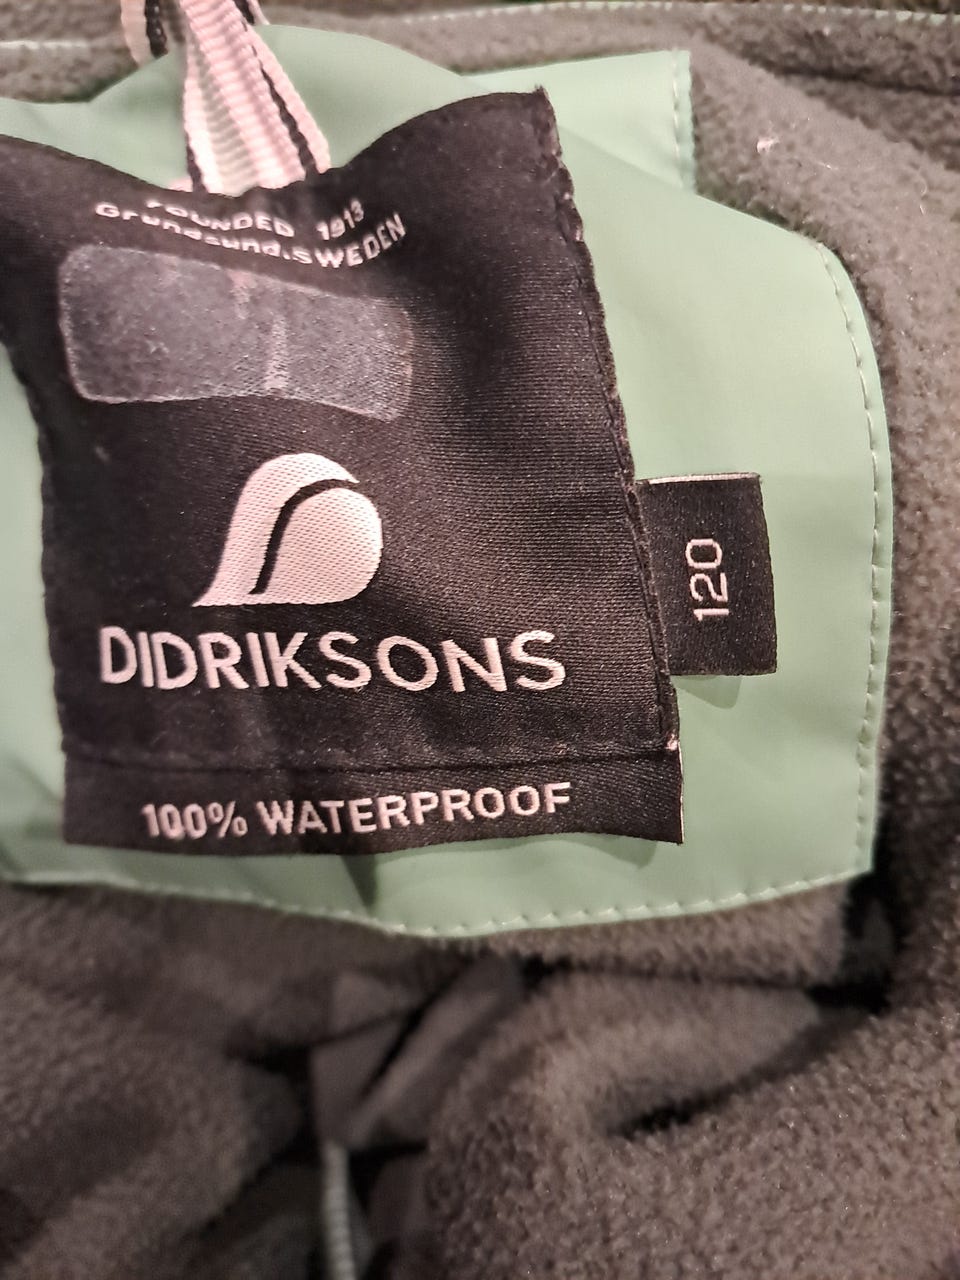 FOUNDED 1913
Grundsund.SWEDEN
DIDRIKSONS
120
100% WATERPROOF